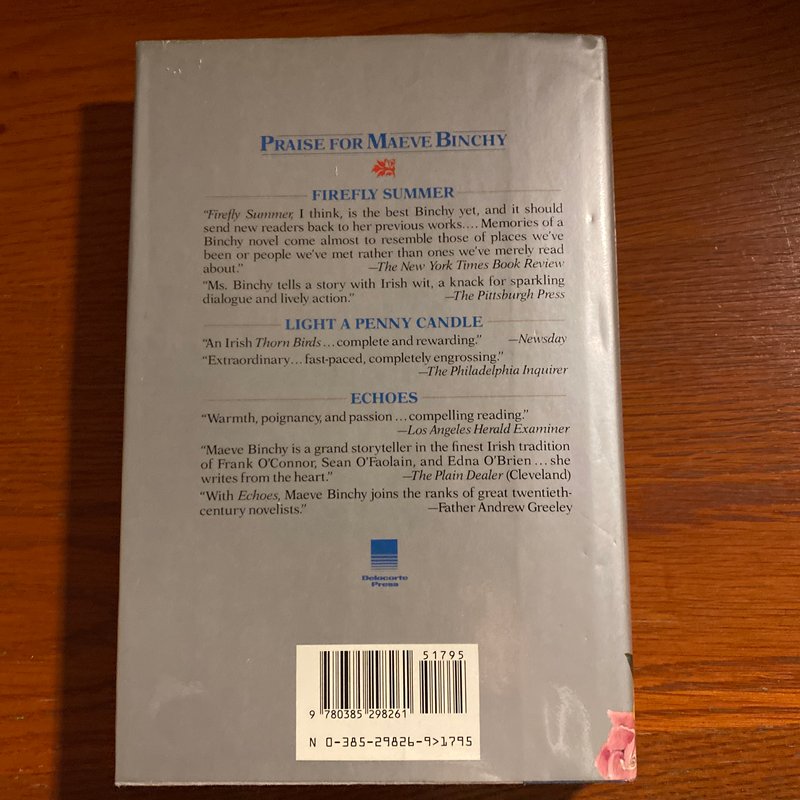 PRAISE FOR MAEVE BINCHY
FIREFLY SUMMER
“Firefly Summer, I think, is the best Binchy yet, and it should
send new readers back to her previous works.... Memories of a
Binchy novel come almost to resemble those of places we’ve
been or people we’ve met rather than ones we’ve merely read
about.” —The New York Times Book Review
“Ms. Binchy tells a story with Irish wit, a knack for sparkling
dialogue and lively action.” —The Pittsburgh Press
LIGHT A PENNY CANDLE
“An Irish Thorn Birds ... complete and rewarding.” —Newsday
“Extraordinary... fast-paced, completely engrossing.”
—The Philadelphia Inquirer
ECHOES
“Warmth, poignancy, and passion ... compelling reading.”
—Los Angeles Herald Examiner
“Maeve Binchy is a grand storyteller in the finest Irish tradition
of Frank O’Connor, Sean O’Faolain, and Edna O’Brien ... she
writes from the heart.” —The Plain Dealer (Cleveland)
“With Echoes, Maeve Binchy joins the ranks of great twentieth-
century novelists.” —Father Andrew Greeley
Delacorte
Press
51795
9 780385 298261
N 0-385-29826-9>1795